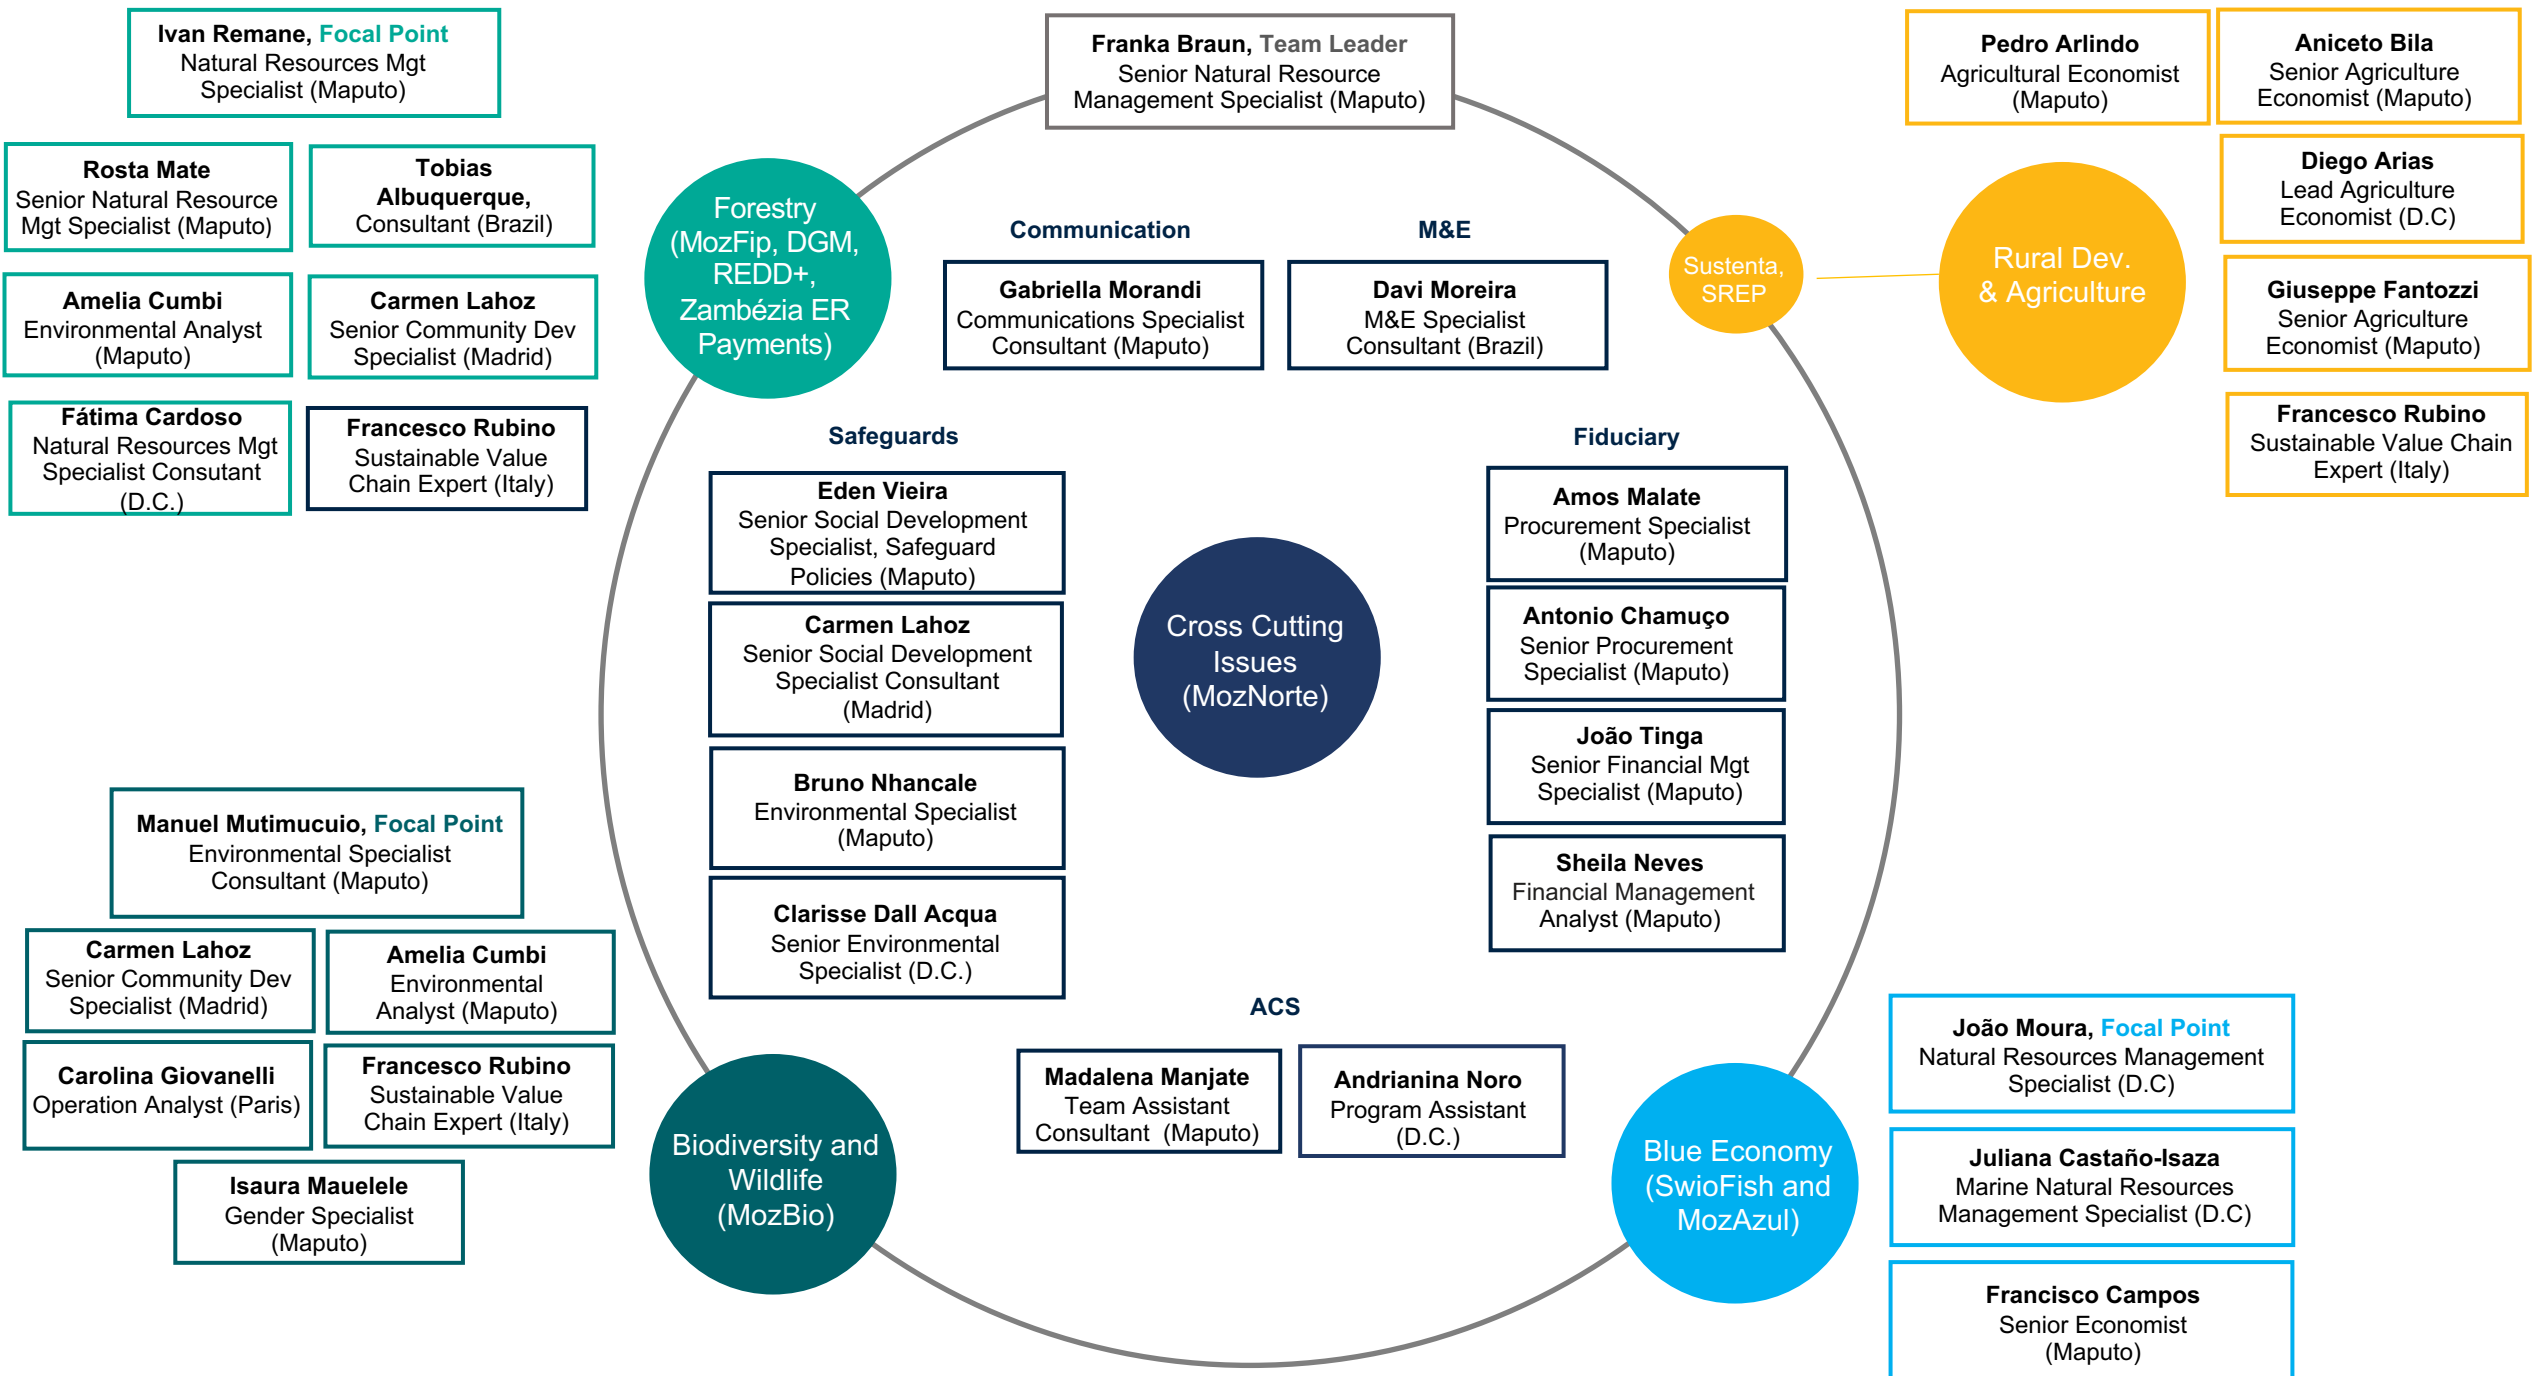 Ivan Remane, Focal Point
Natural Resources Mgt
Specialist (Maputo)
Rosta Mate
Senior Natural Resource
Mgt Specialist (Maputo)
Tobias
Albuquerque,
Consultant (Brazil)
Amelia Cumbi
Environmental Analyst
(Maputo)
Carmen Lahoz
Senior Community Dev
Specialist (Madrid)
Fátima Cardoso
Natural Resources Mgt
Specialist Consutant
(D.C.)
Francesco Rubino
Sustainable Value
Chain Expert (Italy)
Forestry
(MozFip, DGM,
REDD+,
Zambézia ER
Payments)
Franka Braun, Team Leader
Senior Natural Resource
Management Specialist (Maputo)
Communication
Gabriella Morandi
Communications Specialist
Consultant (Maputo)
M&E
Davi Moreira
M&E Specialist
Consultant (Brazil)
Sustenta,
SREP
Rural Dev.
& Agriculture
Pedro Arlindo
Agricultural Economist
(Maputo)
Aniceto Bila
Senior Agriculture
Economist (Maputo)
Diego Arias
Lead Agriculture
Economist (D.C)
Giuseppe Fantozzi
Senior Agriculture
Economist (Maputo)
Francesco Rubino
Sustainable Value Chain
Expert (Italy)
Safeguards
Eden Vieira
Senior Social Development
Specialist, Safeguard
Policies (Maputo)
Carmen Lahoz
Senior Social Development
Specialist Consultant
(Madrid)
Bruno Nhancale
Environmental Specialist
(Maputo)
Clarisse Dall Acqua
Senior Environmental
Specialist (D.C.)
Cross Cutting
Issues
(MozNorte)
Fiduciary
Amos Malate
Procurement Specialist
(Maputo)
Antonio Chamuço
Senior Procurement
Specialist (Maputo)
João Tinga
Senior Financial Mgt
Specialist (Maputo)
Sheila Neves
Financial Management
Analyst (Maputo)
ACS
Madalena Manjate
Team Assistant
Consultant (Maputo)
Andrianina Noro
Program Assistant
(D.C.)
Manuel Mutimucuio, Focal Point
Environmental Specialist
Consultant (Maputo)
Carmen Lahoz
Senior Community Dev
Specialist (Madrid)
Amelia Cumbi
Environmental
Analyst (Maputo)
Carolina Giovanelli
Operation Analyst (Paris)
Francesco Rubino
Sustainable Value
Chain Expert (Italy)
Isaura Mauelele
Gender Specialist
(Maputo)
Biodiversity and
Wildlife
(MozBio)
Blue Economy
(SwioFish and
MozAzul)
João Moura, Focal Point
Natural Resources Management
Specialist (D.C)
Juliana Castaño-Isaza
Marine Natural Resources
Management Specialist (D.C)
Francisco Campos
Senior Economist
(Maputo)